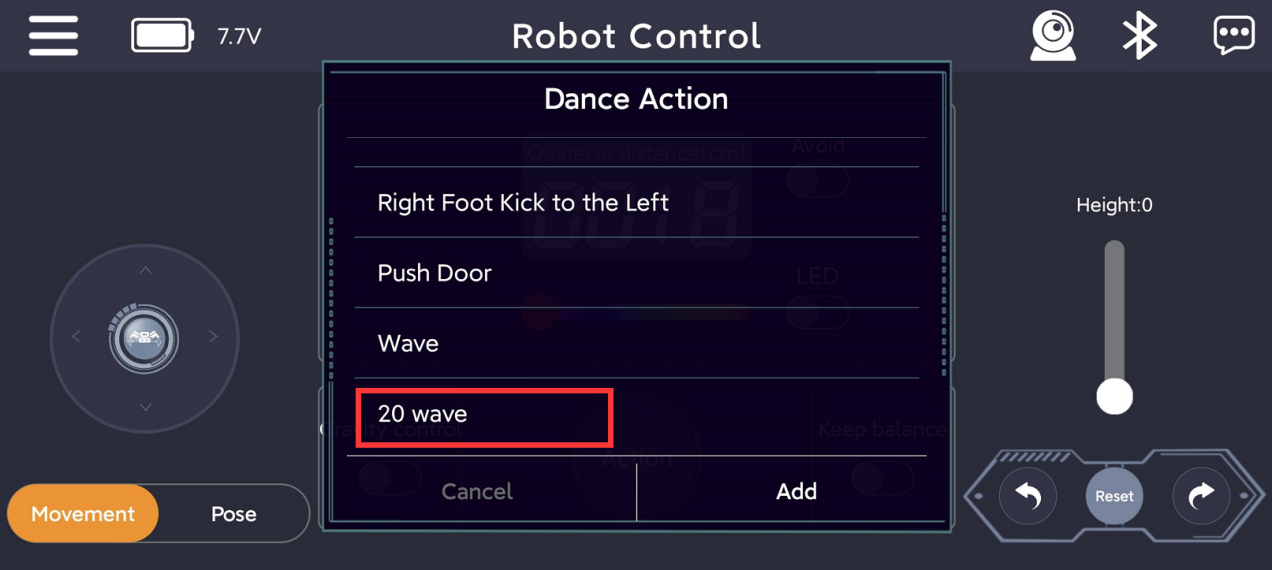 7.7V
Robot Control
Dance Action
Obstacle distance(cm)
Avoid
0018
Right Foot Kick to the Left
Height:0
Push Door
LED
Wave
20 wave
Gravity control
Keep balance
Action
Cancel
Add
Movement
Pose
Reset